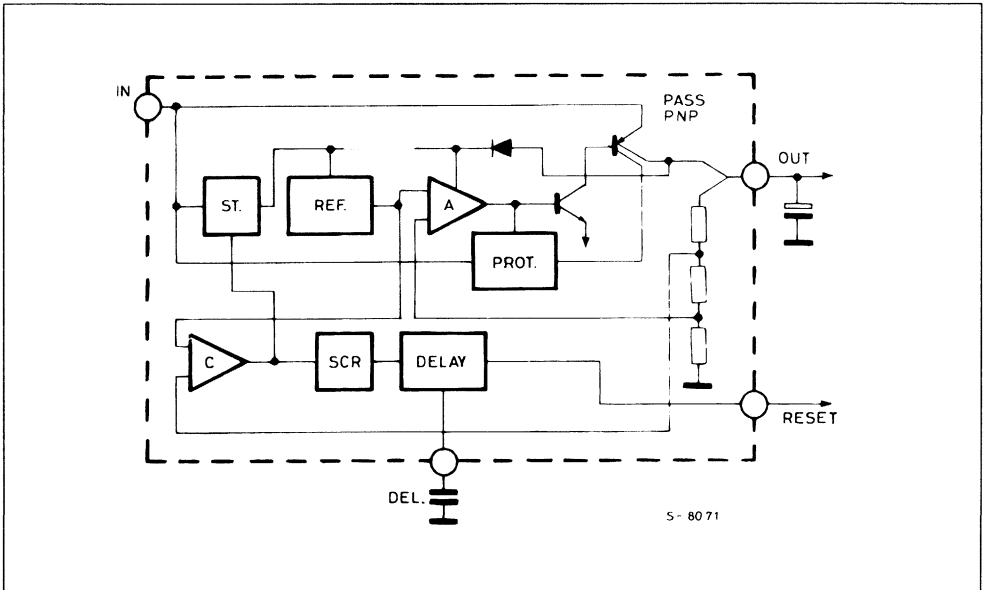 IN
PASS
PNP
OUT
ST.
REF.
A
PROT.
C
SCR
DELAY
RESET
DEL.
S-8071